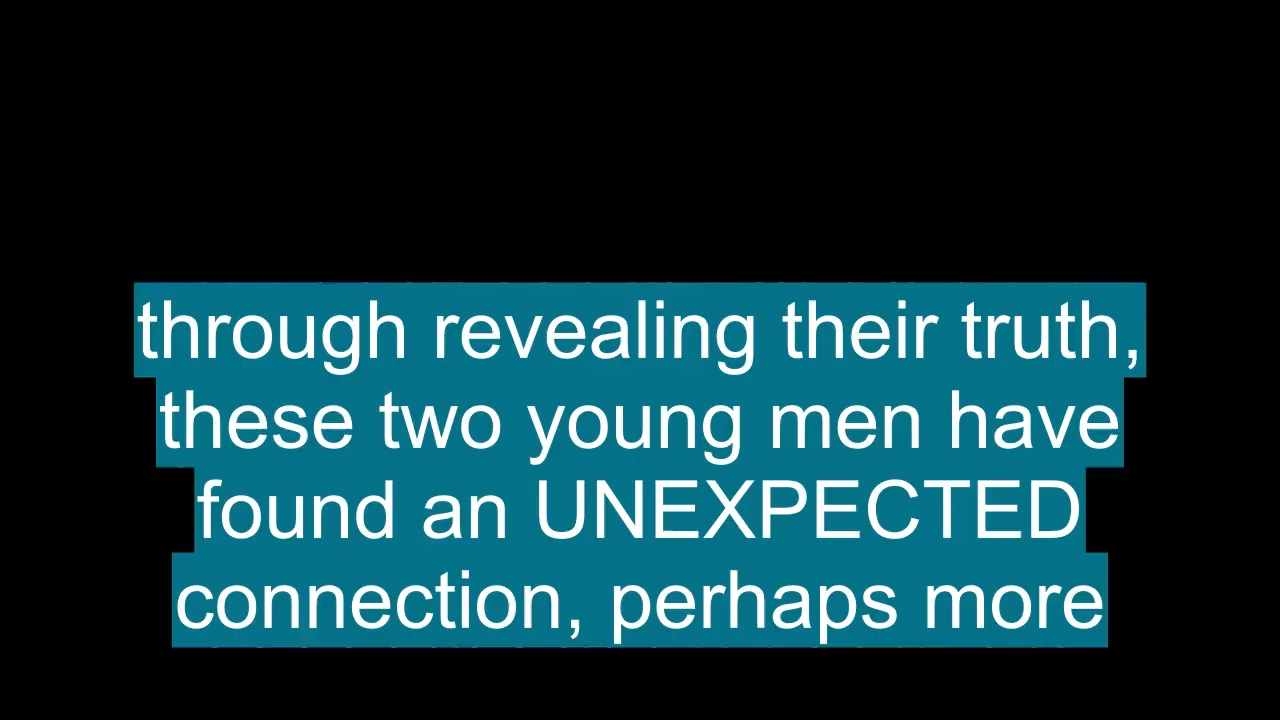 through revealing their truth,
these two young men have
found an UNEXPECTED
connection, perhaps more